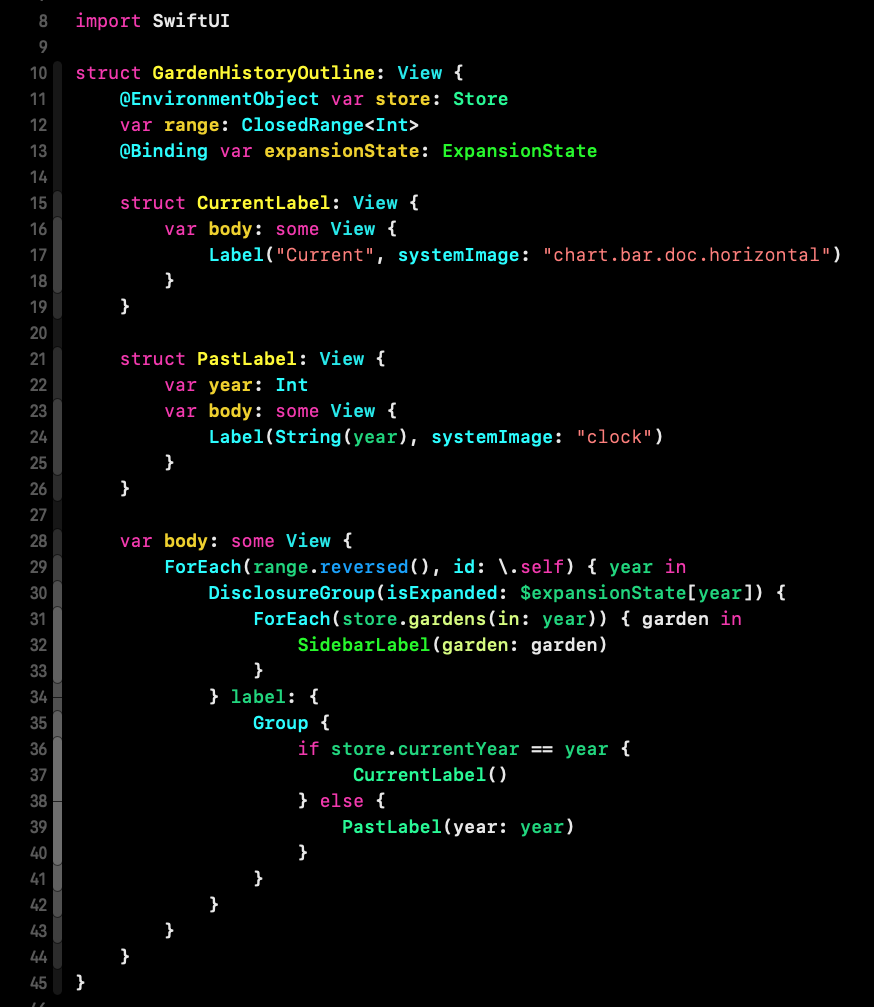 8 import SwiftUI
9
10 struct GardenHistoryOutline: View {
11     @EnvironmentObject var store: Store
12     var range: ClosedRange<Int>
13     @Binding var expansionState: ExpansionState
14
15     struct CurrentLabel: View {
16         var body: some View {
17             Label("Current", systemImage: "chart.bar.doc.horizontal")
18         }
19     }
20
21     struct PastLabel: View {
22         var year: Int
23         var body: some View {
24             Label(String(year), systemImage: "clock")
25         }
26     }
27
28     var body: some View {
29         ForEach(range.reversed(), id: \.self) { year in
30             DisclosureGroup(isExpanded: $expansionState[year]) {
31                 ForEach(store.gardens(in: year)) { garden in
32                     SidebarLabel(garden: garden)
33                 }
34             } label: {
35                 Group {
36                     if store.currentYear == year {
37                          CurrentLabel()
38                     } else {
39                         PastLabel(year: year)
40                     }
41                 }
42             }
43         }
44     }
45 }